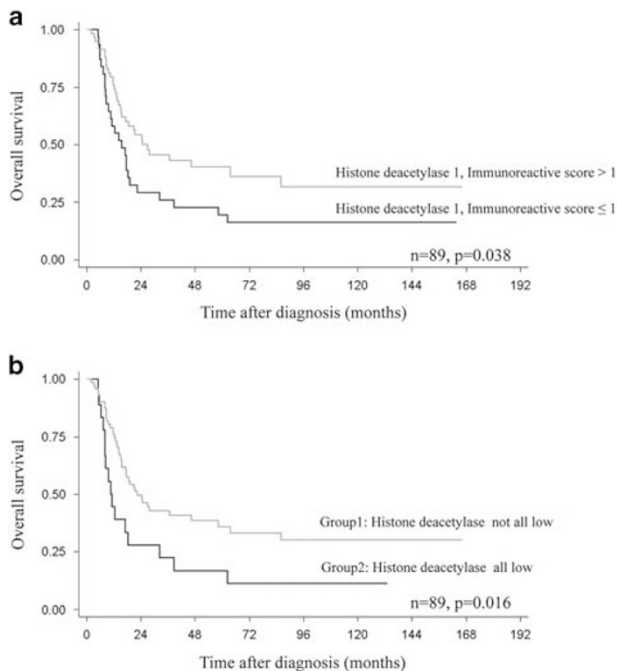 a
Overall survival
1.00
0.75
0.50
0.25
0.00
Histone deacetylase 1, Immunoreactive score > 1
Histone deacetylase 1, Immunoreactive score ≤ 1
n=89, p=0.038
0 24 48 72 96 120 144 168 192
Time after diagnosis (months)
b
Overall survival
1.00
0.75
0.50
0.25
0.00
Group1: Histone deacetylase not all low
Group2: Histone deacetylase all low
n=89, p=0.016
0 24 48 72 96 120 144 168 192
Time after diagnosis (months)